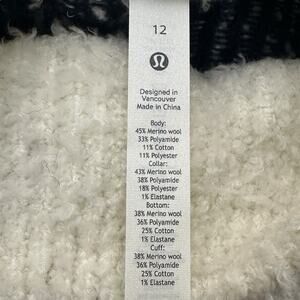 12
Designed in
Vancouver
Made in China
Body:
45% Merino wool
33% Polyamide
11% Cotton
11% Polyester
Collar:
43% Merino wool
38% Polyamide
18% Polyester
1% Elastane
Bottom:
38% Merino wool
36% Polyamide
25% Cotton
1% Elastane
Cuff:
38% Merino wool
36% Polyamide
25% Cotton
1% Elastane